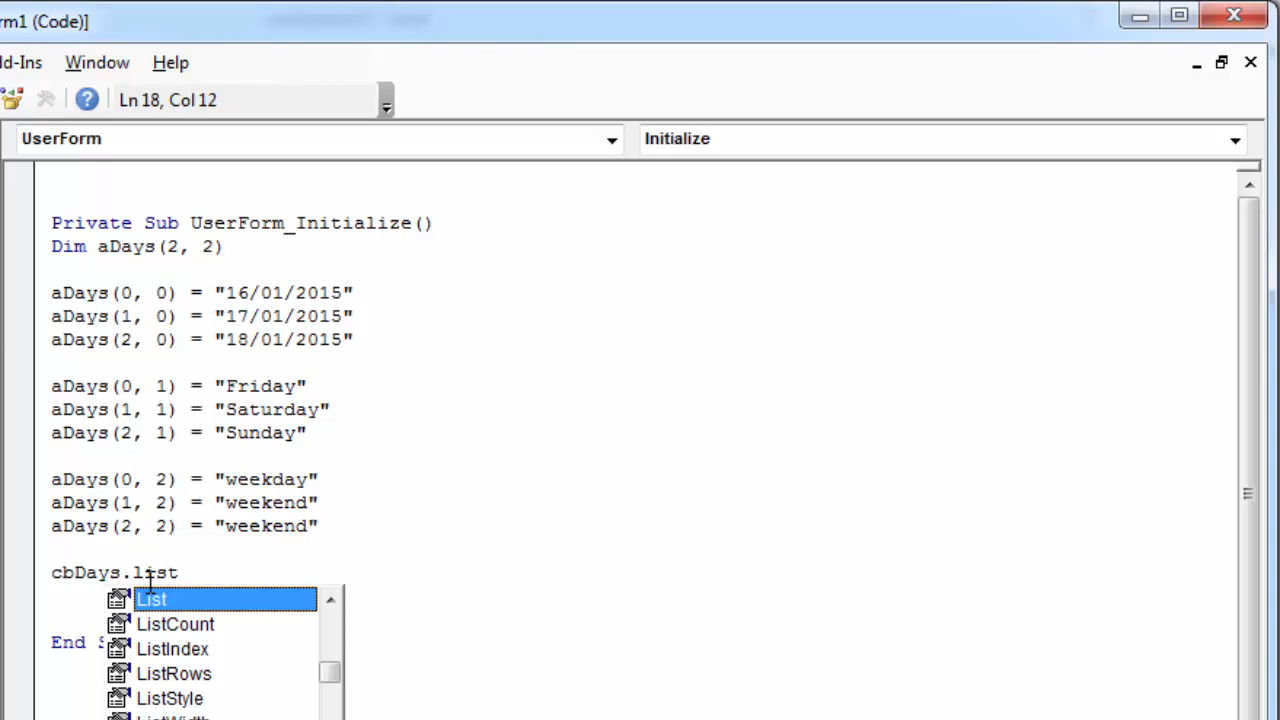 rm1 (Code)]
dd-Ins Window Help
Ln 18, Col 12
UserForm Initialize
Private Sub UserForm_Initialize()
Dim aDays(2, 2)
aDays(0, 0) = "16/01/2015"
aDays(1, 0) = "17/01/2015"
aDays(2, 0) = "18/01/2015"
aDays(0, 1) = "Friday"
aDays(1, 1) = "Saturday"
aDays(2, 1) = "Sunday"
aDays(0, 2) = "weekday"
aDays(1, 2) = "weekend"
aDays(2, 2) = "weekend"
cbDays.list
List
ListCount
End S ListIndex
ListRows
ListStyle
ListWidth